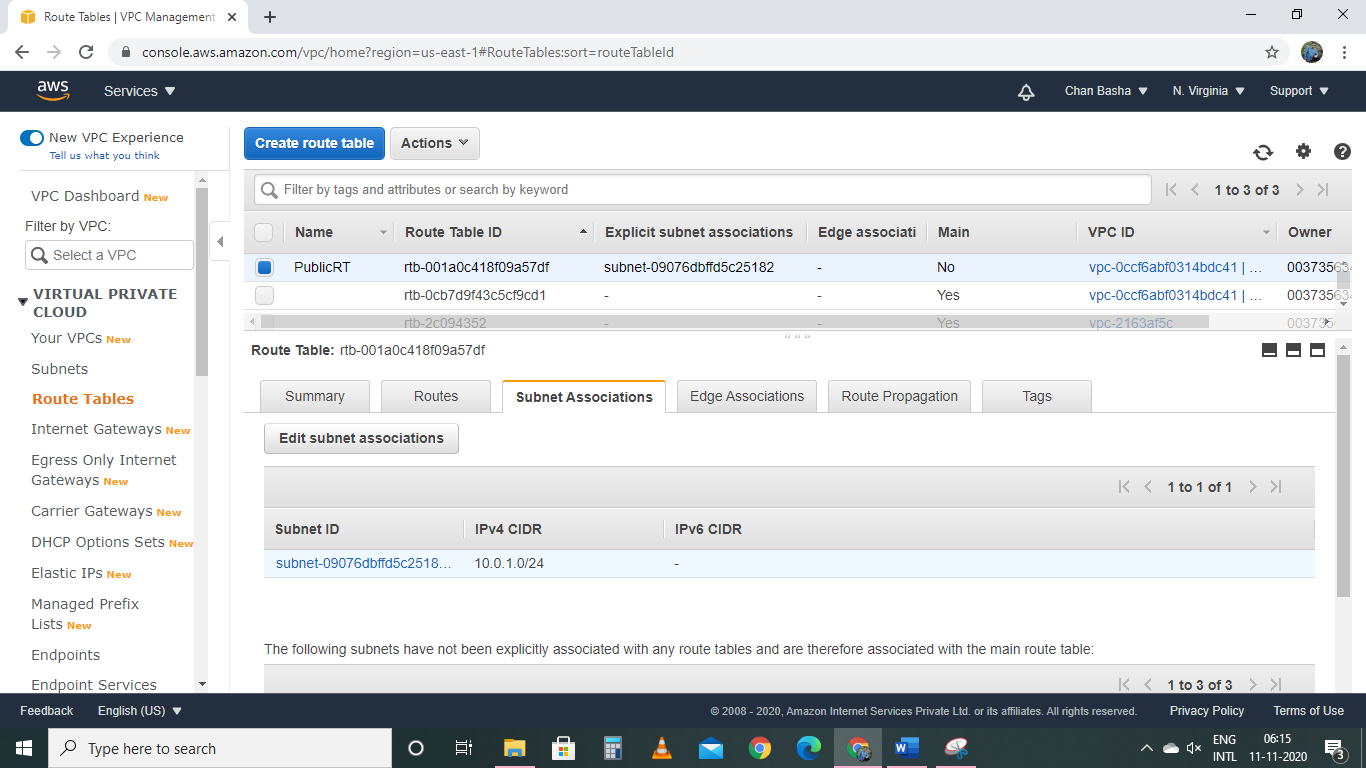 Route Tables | VPC Management
console.aws.amazon.com/vpc/home?region=us-east-1#RouteTables:sort=routeTableId
aws
Services
Chan Basha
N. Virginia
Support
New VPC Experience
Tell us what you think
VPC Dashboard New
Filter by VPC:
Select a VPC
VIRTUAL PRIVATE
CLOUD
Your VPCs New
Subnets
Route Tables
Internet Gateways New
Egress Only Internet
Gateways New
Carrier Gateways New
DHCP Options Sets New
Elastic IPs New
Managed Prefix
Lists New
Endpoints
Endpoint Services
Create route table
Actions
Filter by tags and attributes or search by keyword
1 to 3 of 3
Name Route Table ID Explicit subnet associations Edge associati Main VPC ID Owner
PublicRT rtb-001a0c418f09a57df subnet-09076dbffd5c25182 - No vpc-0ccf6abf0314bdc41 | ... 003735634
rtb-0cb7d9f43c5cf9cd1 - - Yes vpc-0ccf6abf0314bdc41 | ... 003735634
rtb-2c094352 - - Yes vpc-2163af5c
Route Table: rtb-001a0c418f09a57df
Summary
Routes
Subnet Associations
Edge Associations
Route Propagation
Tags
Edit subnet associations
1 to 1 of 1
Subnet ID IPv4 CIDR IPv6 CIDR
subnet-09076dbffd5c2518... 10.0.1.0/24 -
The following subnets have not been explicitly associated with any route tables and are therefore associated with the main route table:
1 to 3 of 3
Feedback
English (US)
© 2008 - 2020, Amazon Internet Services Private Ltd. or its affiliates. All rights reserved.
Privacy Policy
Terms of Use
Type here to search
ENG
INTL
06:15
11-11-2020
3